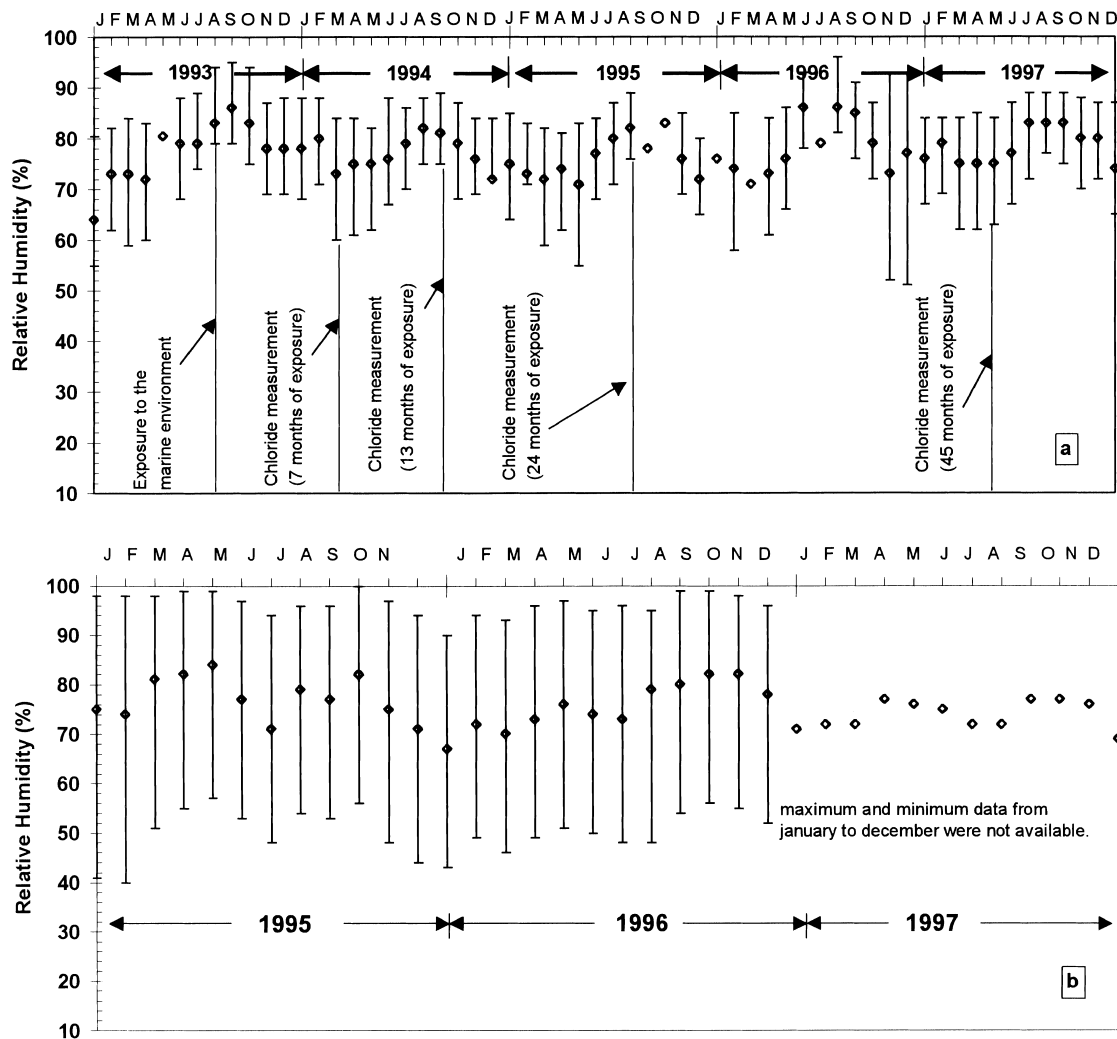 J F M A M J J A S O N D J F M A M J J A S O N D J F M A M J J A S O N D J F M A M J J A S O N D J F M A M J J A S O N D
100
90
80
70
60
50
40
30
20
10
Relative Humidity (%)
1993
1994
1995
1996
1997
Exposure to the
marine environment
Chloride measurement
(7 months of exposure)
Chloride measurement
(13 months of exposure)
Chloride measurement
(24 months of exposure)
Chloride measurement
(45 months of exposure)
a
J F M A M J J A S O N J F M A M J J A S O N D J F M A M J J A S O N D
100
90
80
70
60
50
40
30
20
10
Relative Humidity (%)
maximum and minimum data from
january to december were not available.
1995
1996
1997
b